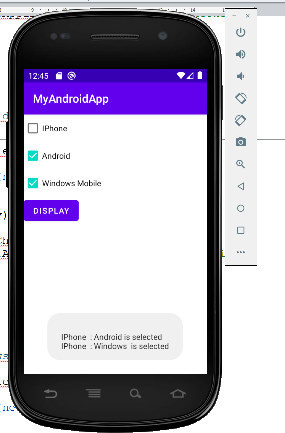 12:45
MyAndroidApp
IPhone
Android
Windows Mobile
DISPLAY
IPhone : Android is selected
IPhone : Windows is selected